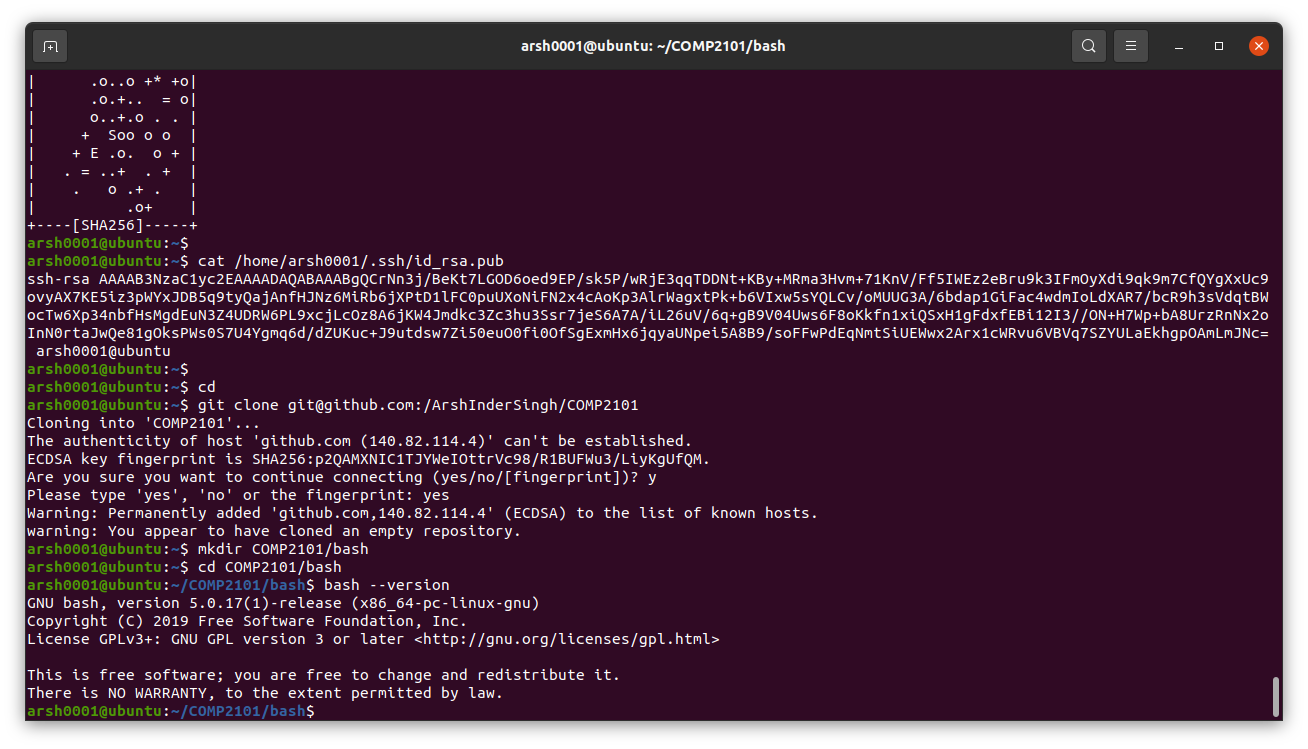 arsh0001@ubuntu: ~/COMP2101/bash
|      .o..o +* +o|
|      .o.+..  = o|
|      o..+.o . . |
|     +  Soo o o  |
|    + E .o.  o + |
|   . = ..+  . +  |
|    .   o .+ .   |
|          .o+    |
+----[SHA256]-----+
arsh0001@ubuntu:~$
arsh0001@ubuntu:~$ cat /home/arsh0001/.ssh/id_rsa.pub
ssh-rsa AAAAB3NzaC1yc2EAAAADAQABAAABgQCrNn3j/BeKt7LGOD6oed9EP/sk5P/wRjE3qqTDDNt+KBy+MRma3Hvm+71KnV/Ff5IWEz2eBru9k3IFmOyXdi9qk9m7CfQYgXxUc9
ovyAX7KE5iz3pWYxJDB5q9tyQajAnfHJNz6MiRb6jXPtD1lFC0puUXoNiFN2x4cAoKp3AlrWagxtPk+b6VIxw5sYQLCv/oMUUG3A/6bdap1GiFac4wdmIoLdXAR7/bcR9h3sVdqtBW
ocTw6Xp34nbfHsMgdEuN3Z4UDRW6PL9xcjLcOz8A6jKW4Jmdkc3Zc3hu3Ssr7jeS6A7A/iL26uV/6q+gB9V04Uws6F8oKkfn1xiQSxH1gFdxfEBi12I3//ON+H7Wp+bA8UrzRnNx2o
InN0rtaJwQe81gOksPWs0S7U4Ygmq6d/dZUKuc+J9utdsw7Zi50euO0fi0OfSgExmHx6jqyaUNpei5A8B9/soFFwPdEqNmtSiUEWwx2Arx1cWRvu6VBVq7SZYULaEkhgpOAmLmJNc=
 arsh0001@ubuntu
arsh0001@ubuntu:~$
arsh0001@ubuntu:~$ cd
arsh0001@ubuntu:~$ git clone git@github.com:/ArshInderSingh/COMP2101
Cloning into 'COMP2101'...
The authenticity of host 'github.com (140.82.114.4)' can't be established.
ECDSA key fingerprint is SHA256:p2QAMXNIC1TJYWeIOttrVc98/R1BUFWu3/LiyKgUfQM.
Are you sure you want to continue connecting (yes/no/[fingerprint])? y
Please type 'yes', 'no' or the fingerprint: yes
Warning: Permanently added 'github.com,140.82.114.4' (ECDSA) to the list of known hosts.
warning: You appear to have cloned an empty repository.
arsh0001@ubuntu:~$ mkdir COMP2101/bash
arsh0001@ubuntu:~$ cd COMP2101/bash
arsh0001@ubuntu:~/COMP2101/bash$ bash --version
GNU bash, version 5.0.17(1)-release (x86_64-pc-linux-gnu)
Copyright (C) 2019 Free Software Foundation, Inc.
License GPLv3+: GNU GPL version 3 or later <http://gnu.org/licenses/gpl.html>

This is free software; you are free to change and redistribute it.
There is NO WARRANTY, to the extent permitted by law.
arsh0001@ubuntu:~/COMP2101/bash$